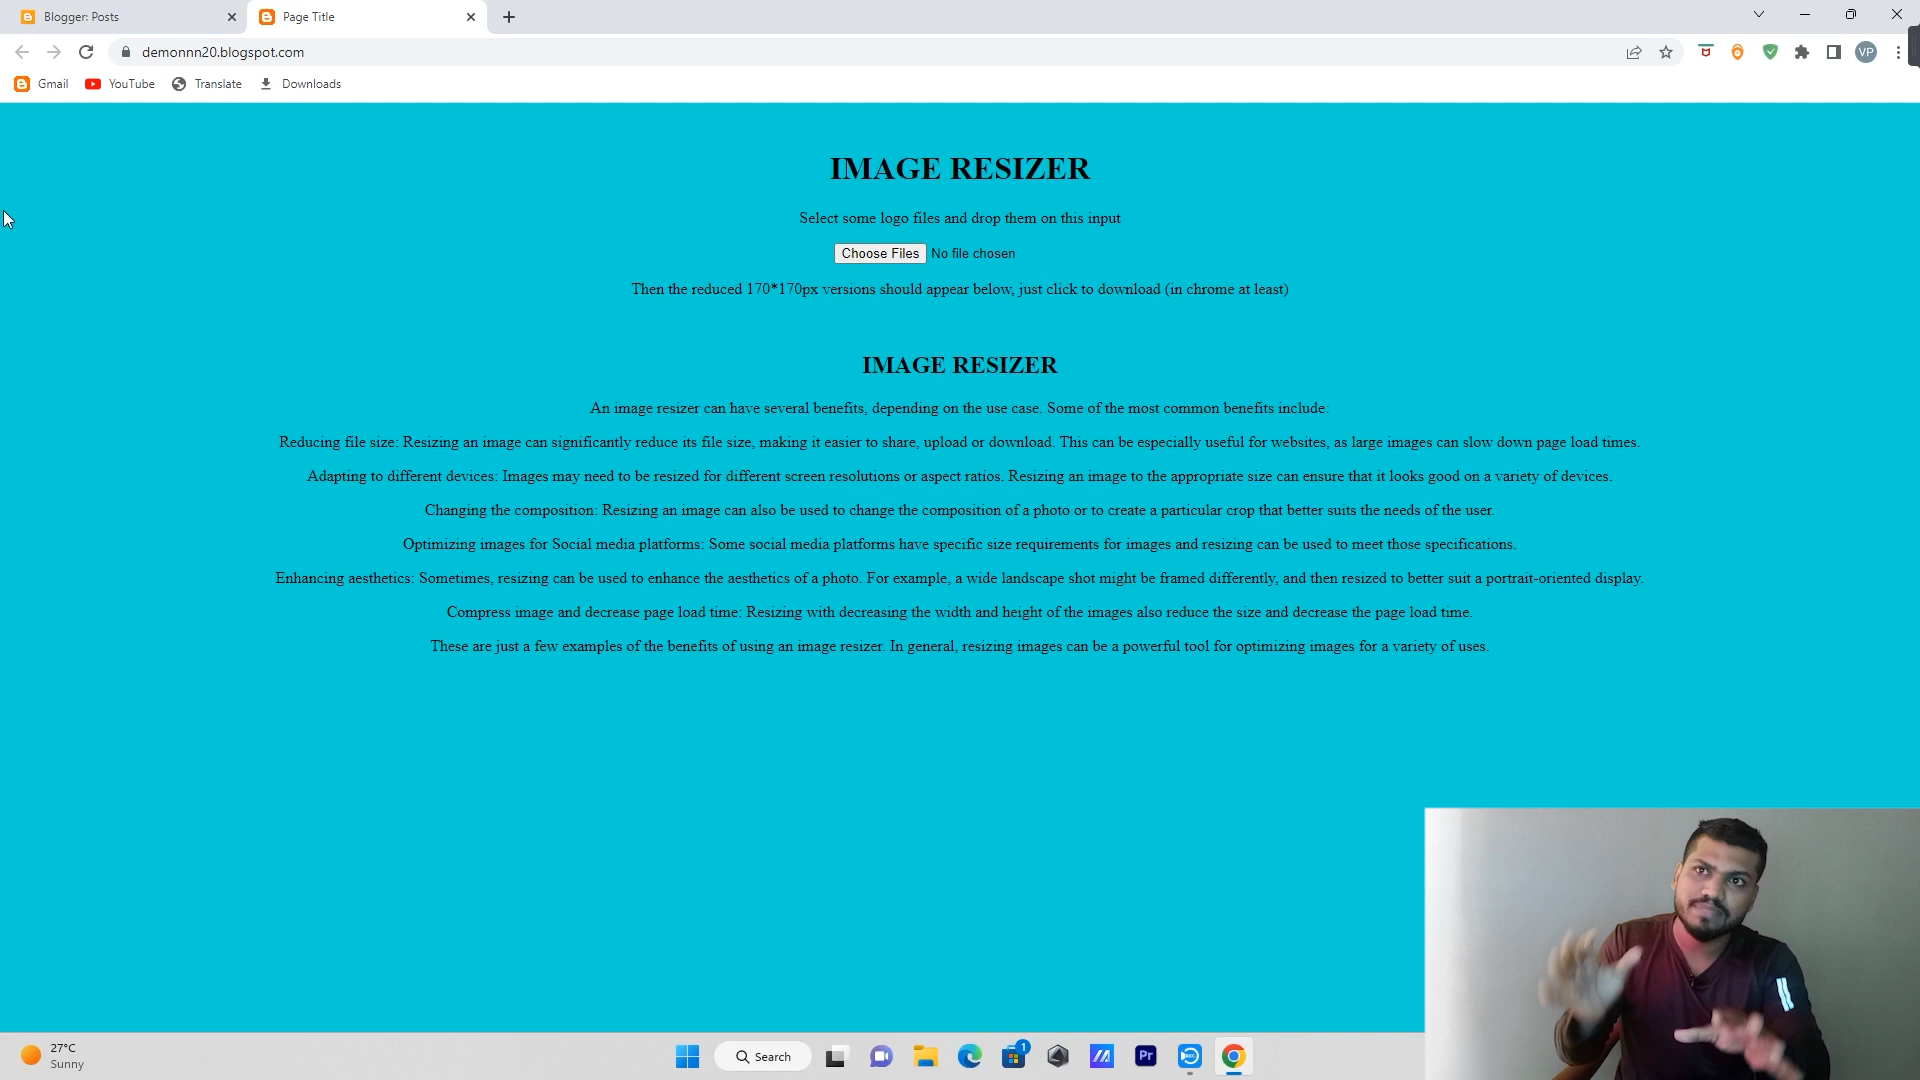 Blogger: Posts
Page Title
demonnn20.blogspot.com
VP
Gmail
YouTube
Translate
Downloads
IMAGE RESIZER
Select some logo files and drop them on this input
Choose Files No file chosen
Then the reduced 170*170px versions should appear below, just click to download (in chrome at least)
IMAGE RESIZER
An image resizer can have several benefits, depending on the use case. Some of the most common benefits include:
Reducing file size: Resizing an image can significantly reduce its file size, making it easier to share, upload or download. This can be especially useful for websites, as large images can slow down page load times.
Adapting to different devices: Images may need to be resized for different screen resolutions or aspect ratios. Resizing an image to the appropriate size can ensure that it looks good on a variety of devices.
Changing the composition: Resizing an image can also be used to change the composition of a photo or to create a particular crop that better suits the needs of the user.
Optimizing images for Social media platforms: Some social media platforms have specific size requirements for images and resizing can be used to meet those specifications.
Enhancing aesthetics: Sometimes, resizing can be used to enhance the aesthetics of a photo. For example, a wide landscape shot might be framed differently, and then resized to better suit a portrait-oriented display.
Compress image and decrease page load time: Resizing with decreasing the width and height of the images also reduce the size and decrease the page load time.
These are just a few examples of the benefits of using an image resizer. In general, resizing images can be a powerful tool for optimizing images for a variety of uses.
27°C
Sunny
Search
1
Pr